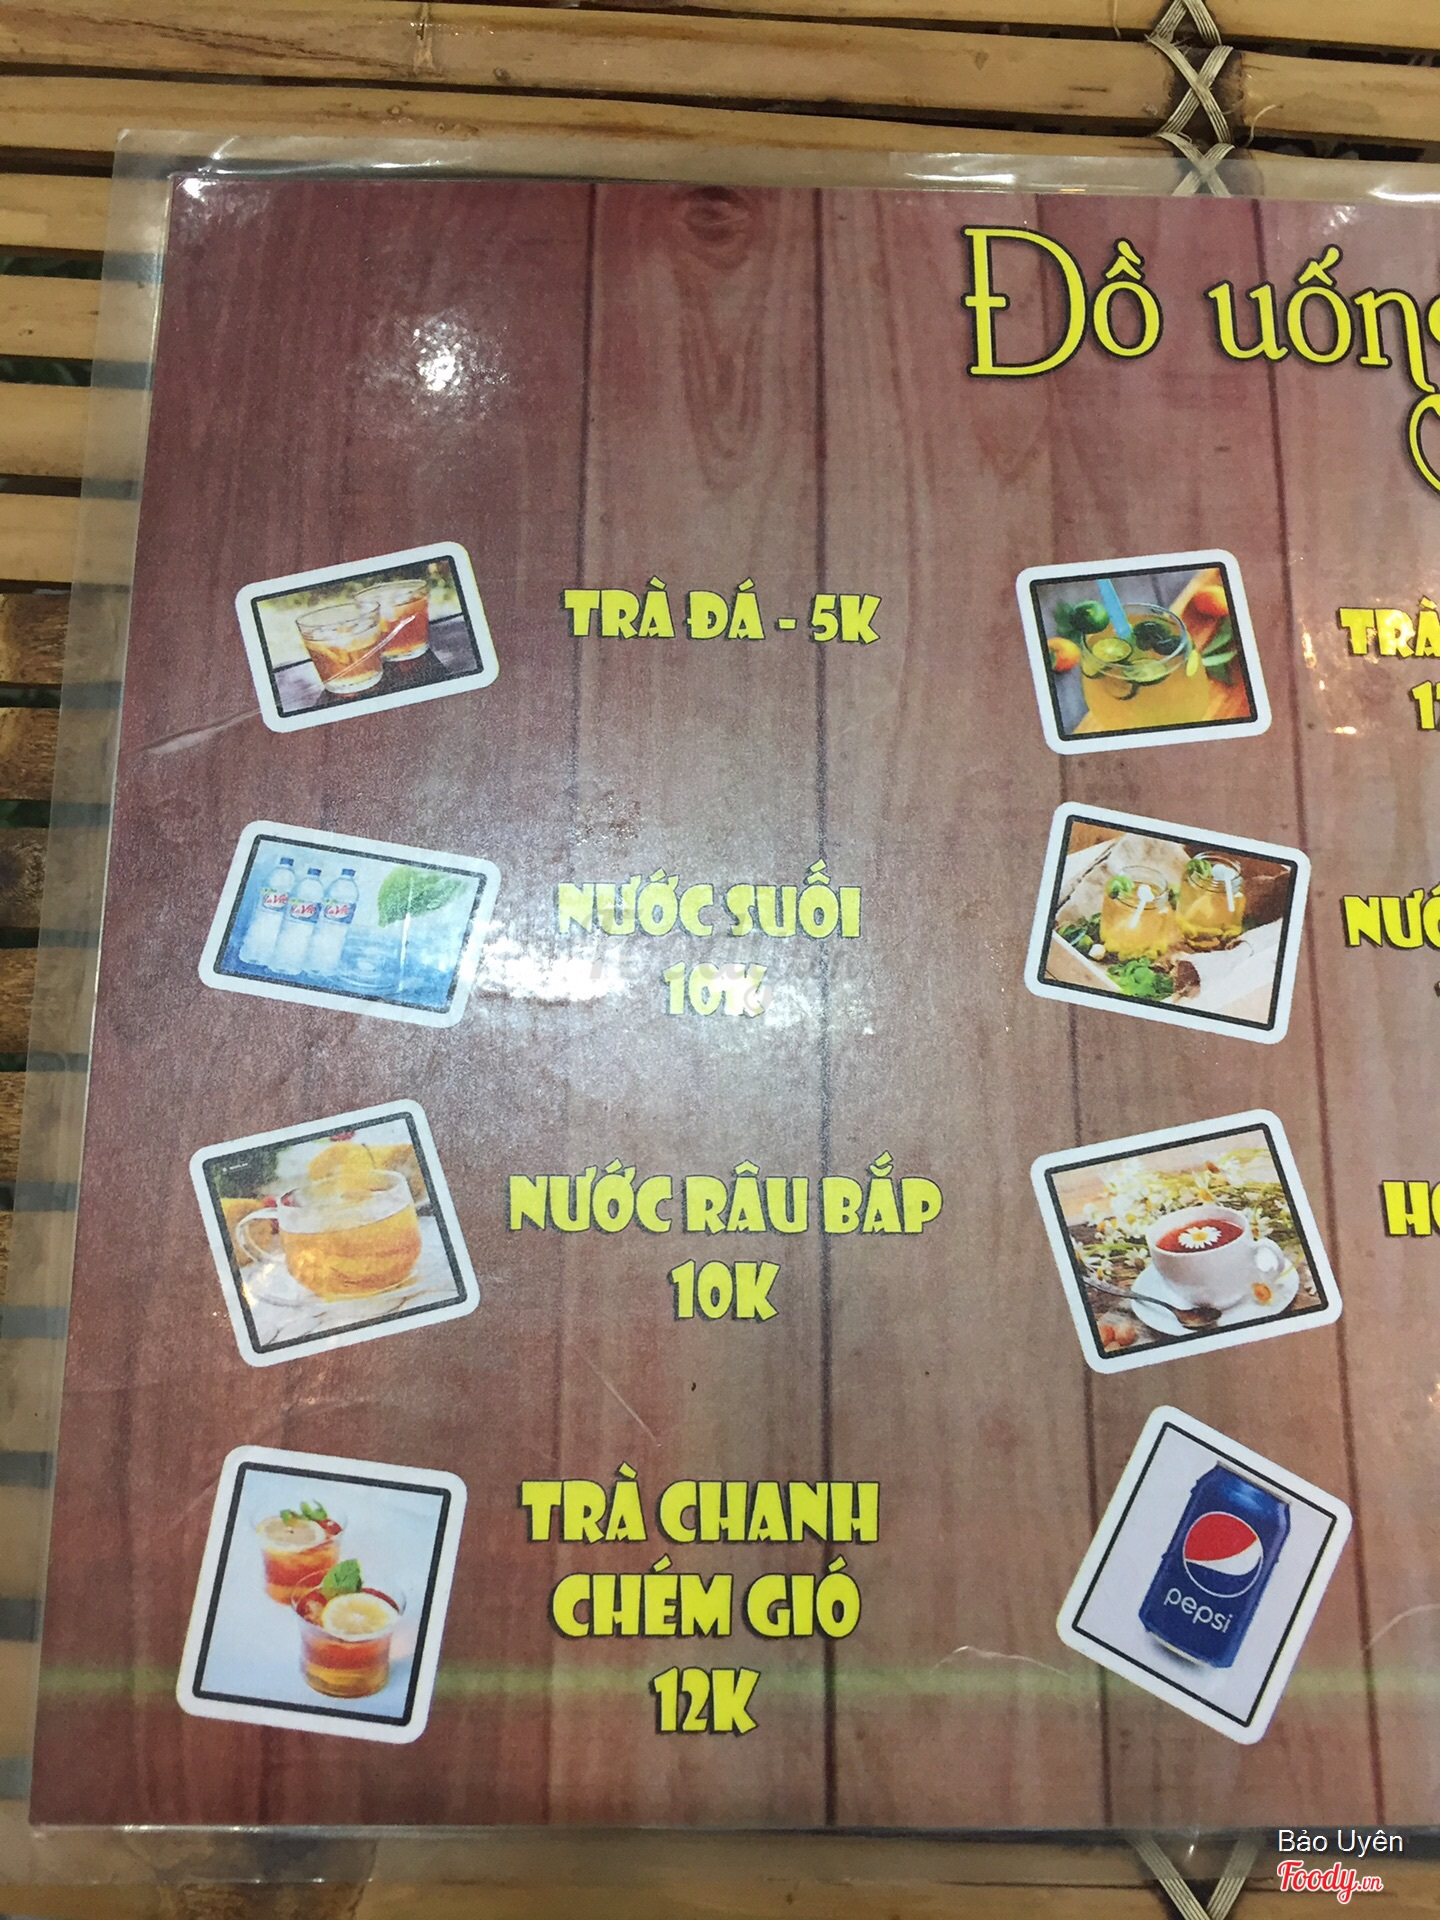 Đồ uống
TRÀ ĐÁ - 5K
TRÀ
NƯỚC SUỐI
10K
NƯỚC RÂU BẮP
10K
TRÀ CHANH
CHÉM GIÓ
12K
pepsi
Bảo Uyên
Foody.vn